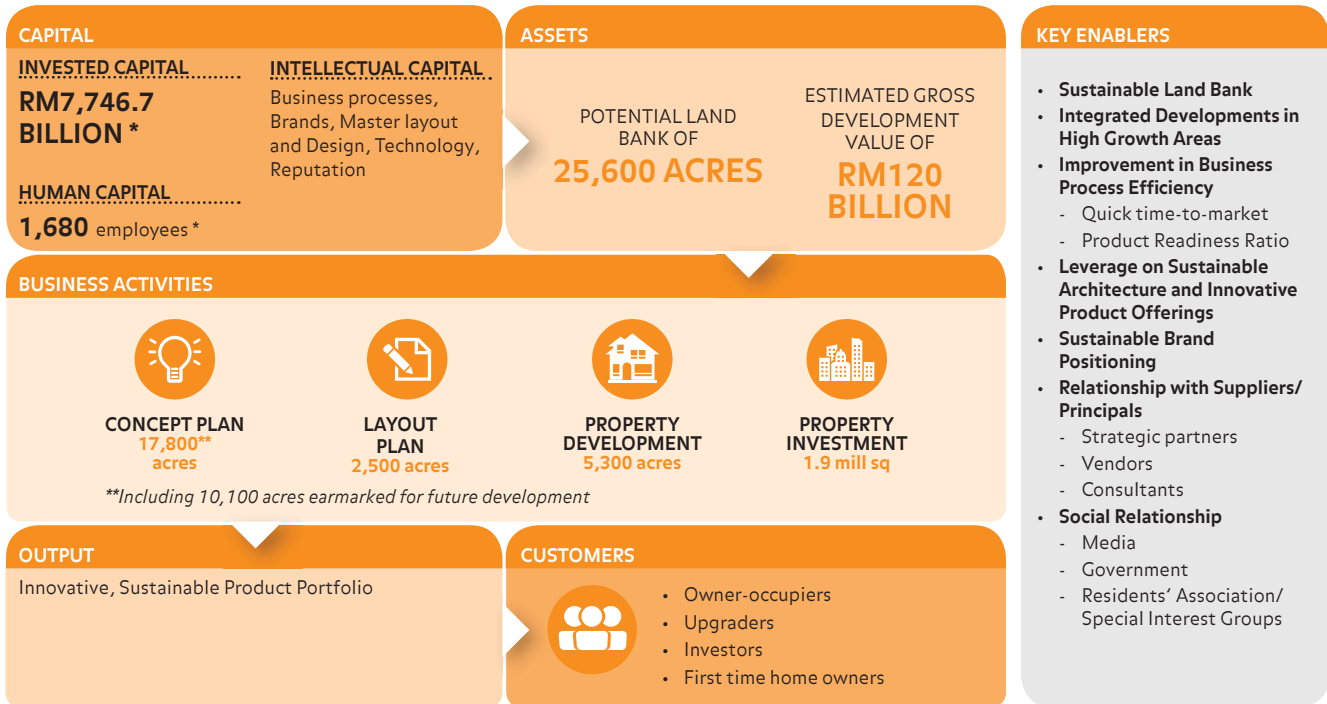 CAPITAL
INVESTED CAPITAL
RM7,746.7
BILLION *
HUMAN CAPITAL
1,680 employees *
INTELLECTUAL CAPITAL
Business processes,
Brands, Master layout
and Design, Technology,
Reputation
ASSETS
POTENTIAL LAND
BANK OF
25,600 ACRES
ESTIMATED GROSS
DEVELOPMENT
VALUE OF
RM120
BILLION
BUSINESS ACTIVITIES
CONCEPT PLAN
17,800**
acres
LAYOUT
PLAN
2,500 acres
PROPERTY
DEVELOPMENT
5,300 acres
PROPERTY
INVESTMENT
1.9 mill sq
**Including 10,100 acres earmarked for future development
OUTPUT
Innovative, Sustainable Product Portfolio
CUSTOMERS
• Owner-occupiers
• Upgraders
• Investors
• First time home owners
KEY ENABLERS
• Sustainable Land Bank
• Integrated Developments in
High Growth Areas
• Improvement in Business
Process Efficiency
- Quick time-to-market
- Product Readiness Ratio
• Leverage on Sustainable
Architecture and Innovative
Product Offerings
• Sustainable Brand
Positioning
• Relationship with Suppliers/
Principals
- Strategic partners
- Vendors
- Consultants
• Social Relationship
- Media
- Government
- Residents' Association/
Special Interest Groups